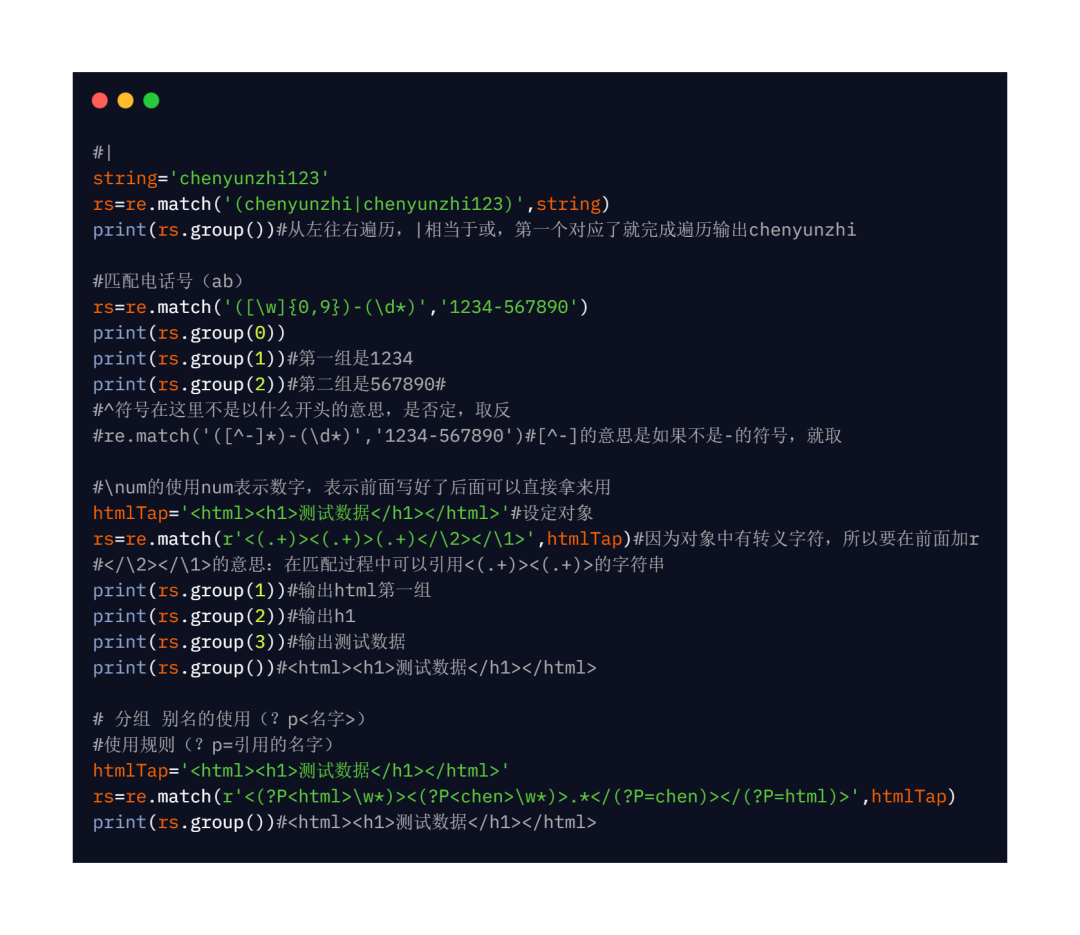 #|
string='chenyunzhi123'
rs=re.match('(chenyunzhi|chenyunzhi123)',string)
print(rs.group())#从左往右遍历，|相当于或，第一个对应了就完成遍历输出chenyunzhi
#匹配电话号（ab）
rs=re.match('([\w]{0,9})-(\d*)','1234-567890')
print(rs.group(0))
print(rs.group(1))#第一组是1234
print(rs.group(2))#第二组是567890#
#^符号在这里不是以什么开头的意思，是否定，取反
#re.match('([^-]*)-(\d*)','1234-567890')#[^-]的意思是如果不是-的符号，就取
#\num的使用num表示数字，表示前面写好了后面可以直接拿来用
htmlTap='<html><h1>测试数据</h1></html>'#设定对象
rs=re.match(r'<(.+)><(.+)>(.+)</\2></\1>',htmlTap)#因为对象中有转义字符，所以要在前面加r
#</\2></\1>的意思：在匹配过程中可以引用<(.+)><(.+)>的字符串
print(rs.group(1))#输出html第一组
print(rs.group(2))#输出h1
print(rs.group(3))#输出测试数据
print(rs.group())#<html><h1>测试数据</h1></html>
# 分组 别名的使用（？p<名字>）
#使用规则（？p=引用的名字）
htmlTap='<html><h1>测试数据</h1></html>'
rs=re.match(r'<(?P<html>\w*)><(?P<chen>\w*)>.*</(?P=chen)></(?P=html)>',htmlTap)
print(rs.group())#<html><h1>测试数据</h1></html>